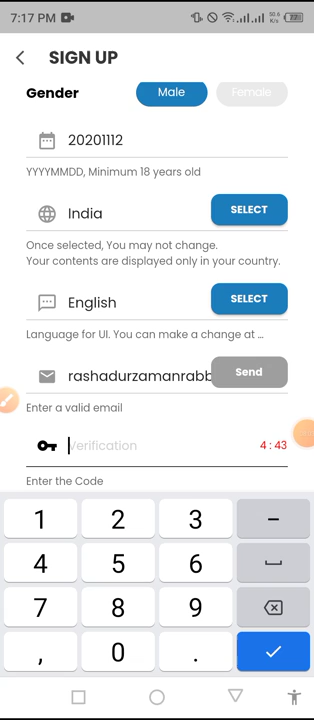 7:17 PM
50.6
K/s
SIGN UP
Gender
Male
Female
20201112
YYYYMMDD, Minimum 18 years old
India
SELECT
Once selected, You may not change.
Your contents are displayed only in your country.
English
SELECT
Language for UI. You can make a change at ...
rashadurzamanrabb
Send
Enter a valid email
Verification
4:43
Enter the Code
1 2 3 −
4 5 6
7 8 9
, 0 .